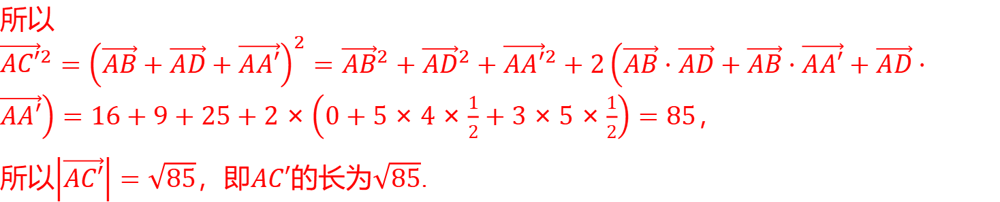 所以
$\overrightarrow{AC'}^2 = \left(\overrightarrow{AB} + \overrightarrow{AD} + \overrightarrow{AA'}\right)^2 = \overrightarrow{AB}^2 + \overrightarrow{AD}^2 + \overrightarrow{AA'}^2 + 2\left(\overrightarrow{AB} \cdot \overrightarrow{AD} + \overrightarrow{AB} \cdot \overrightarrow{AA'} + \overrightarrow{AD} \cdot\right.$
$\left.\overrightarrow{AA'}\right) = 16 + 9 + 25 + 2 \times \left(0 + 5 \times 4 \times \frac{1}{2} + 3 \times 5 \times \frac{1}{2}\right) = 85$，
所以$\left|\overrightarrow{AC'}\right| = \sqrt{85}$，即$AC'$的长为$\sqrt{85}$.